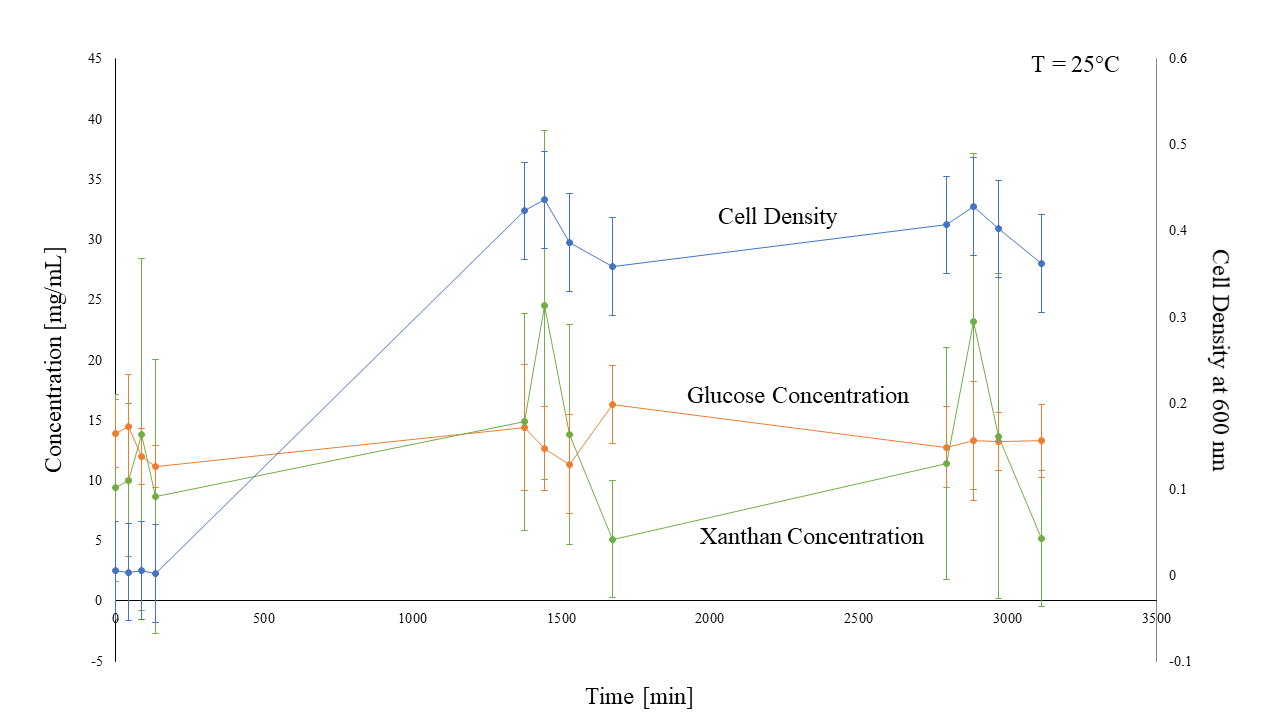 T = 25°C
45
40
35
30
25
20
15
10
5
0
-5
Concentration [mg/mL]
0.6
0.5
0.4
0.3
0.2
0.1
0
-0.1
Cell Density at 600 nm
Cell Density
Glucose Concentration
Xanthan Concentration
0 500 1000 1500 2000 2500 3000 3500
Time [min]